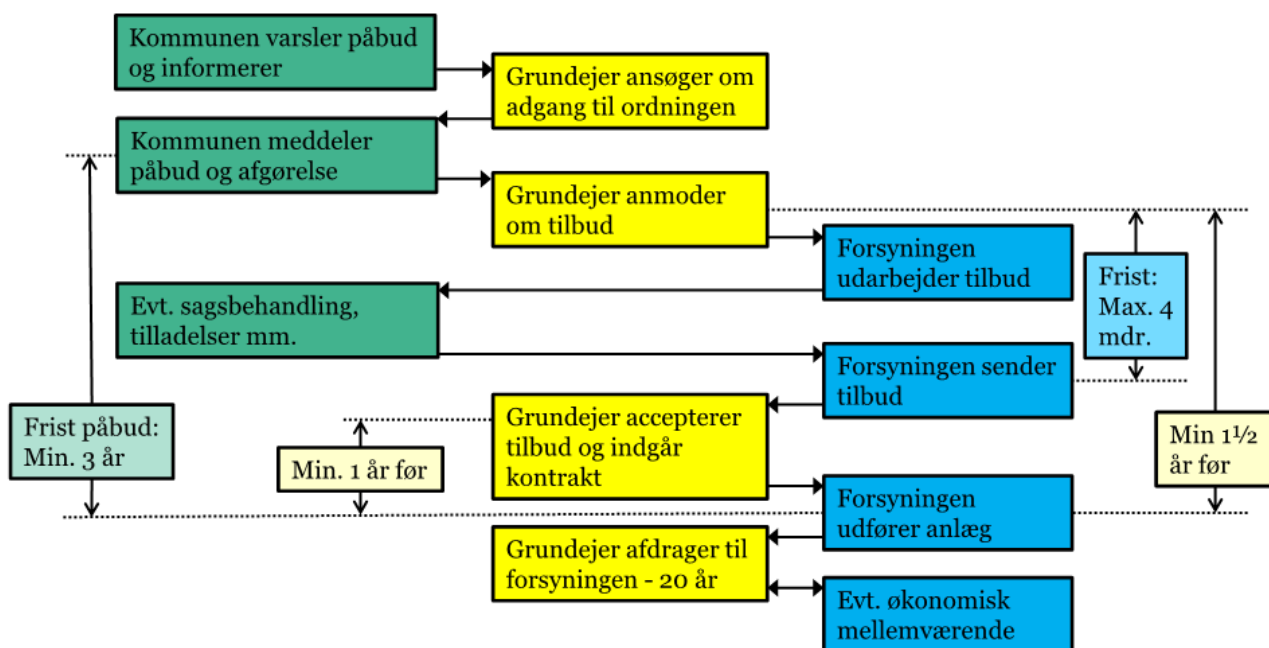 Kommunen varsler påbud
og informerer
Grundejer ansøger om
adgang til ordningen
Kommunen meddeler
påbud og afgørelse
Grundejer anmoder
om tilbud
Forsyningen
udarbejder tilbud
Frist:
Max. 4
mdr.
Evt. sagsbehandling,
tilladelser mm.
Forsyningen sender
tilbud
Grundejer accepterer
tilbud og indgår
kontrakt
Frist påbud:
Min. 3 år
Min. 1 år før
Min 1½
år før
Forsyningen
udfører anlæg
Grundejer afdrager til
forsyningen - 20 år
Evt. økonomisk
mellemværende